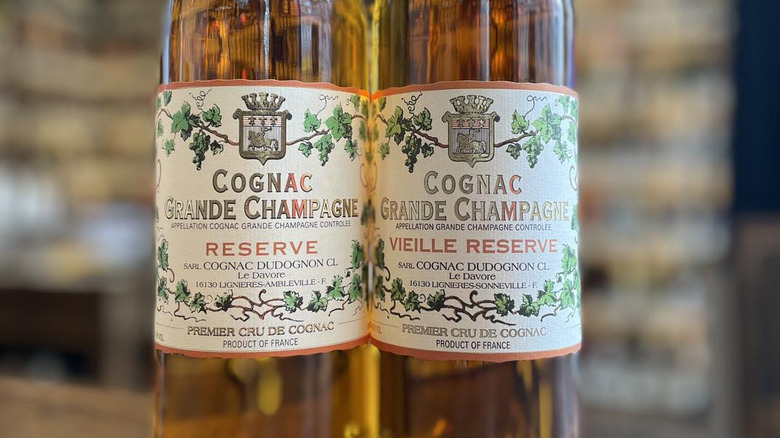 COGNAC
GRANDE CHAMPAGNE
APPELLATION COGNAC GRANDE CHAMPAGNE CONTROLEE
RESERVE
SARL COGNAC DUDOGNON CL
Le Davore
16130 LIGNIERES-AMBLEVILLE - F.
PREMIER CRU DE COGNAC
PRODUCT OF FRANCE
COGNAC
GRANDE CHAMPAGNE
APPELLATION COGNAC GRANDE CHAMPAGNE CONTROLEE
VIEILLE RESERVE
SARL COGNAC DUDOGNON CL
Le Davore
16130 LIGNIERES-SONNEVILLE - F.
PREMIER CRU DE COGNAC
PRODUCT OF FRANCE